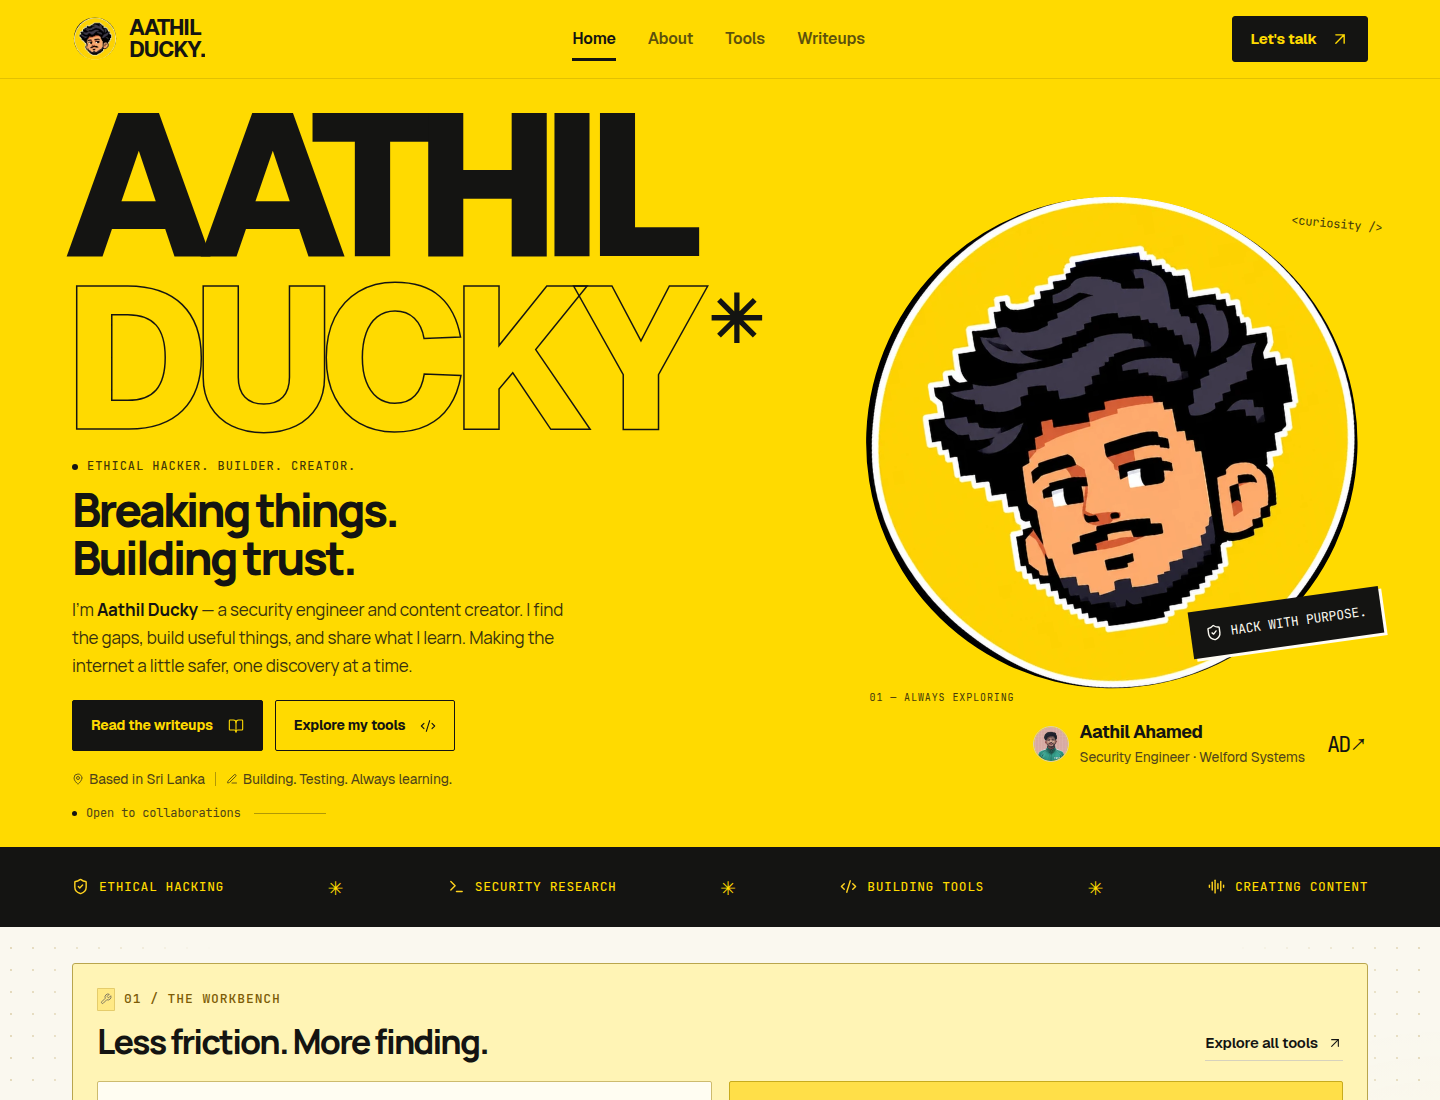 AATHIL
DUCKY.
Home
About
Tools
Writeups
Let's talk
AATHIL
DUCKY
<curiosity />
ETHICAL HACKER. BUILDER. CREATOR.
Breaking things.
Building trust.
I'm Aathil Ducky — a security engineer and content creator. I find
the gaps, build useful things, and share what I learn. Making the
internet a little safer, one discovery at a time.
Read the writeups
Explore my tools
Based in Sri Lanka
Building. Testing. Always learning.
Open to collaborations
HACK WITH PURPOSE.
01 — ALWAYS EXPLORING
Aathil Ahamed
Security Engineer · Welford Systems
AD↗
ETHICAL HACKING
SECURITY RESEARCH
BUILDING TOOLS
CREATING CONTENT
01 / THE WORKBENCH
Less friction. More finding.
Explore all tools